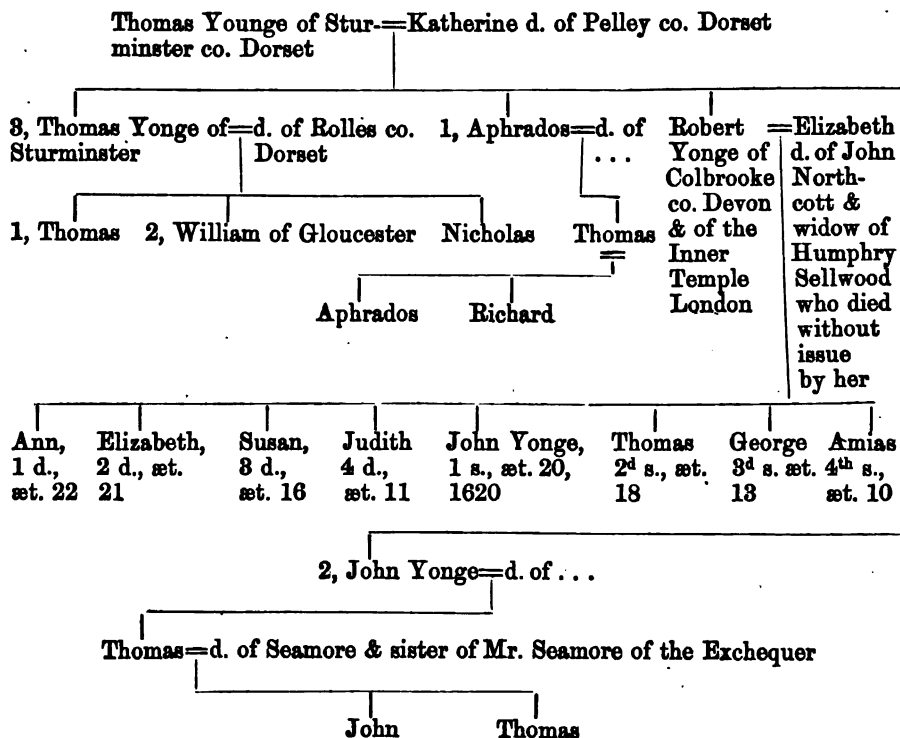 Thomas Younge of Stur-=Katherine d. of Pelley co. Dorset
minster co. Dorset
3, Thomas Yonge of=d. of Rolles co.
Sturminster Dorset
1, Aphrados=d. of
...
Robert
Yonge of
Colbrooke
co. Devon
& of the
Inner
Temple
London
=Elizabeth
d. of John
North-
cott &
widow of
Humphry
Sellwood
who died
without
issue
by her
1, Thomas 2, William of Gloucester Nicholas Thomas
=
Aphrados Richard
Ann,
1 d.,
æt. 22
Elizabeth,
2 d., æt.
21
Susan,
3 d.,
æt. 16
Judith
4 d.,
æt. 11
John Yonge,
1 s., æt. 20,
1620
Thomas
2d s., æt.
18
George
3d s. æt.
13
Amias
4th s.,
æt. 10
2, John Yonge=d. of ...
Thomas=d. of Seamore & sister of Mr. Seamore of the Exchequer
John Thomas